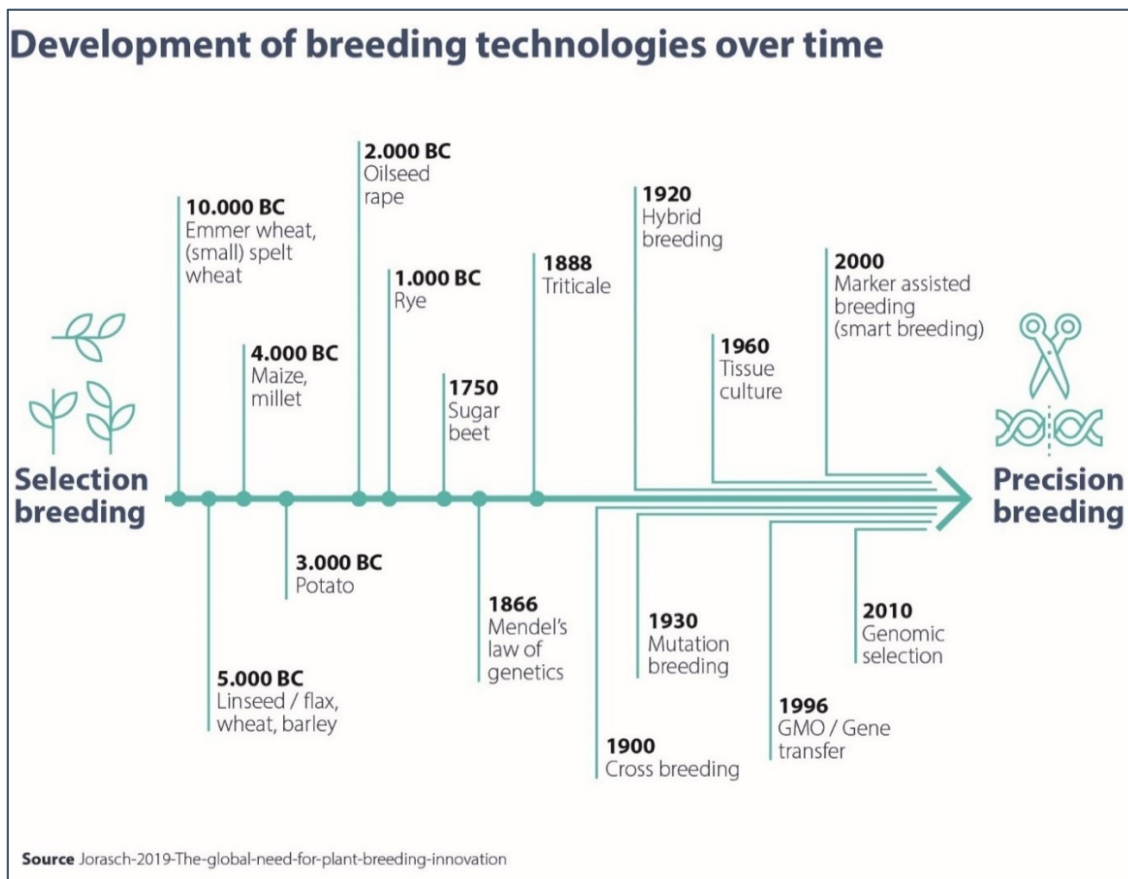 Development of breeding technologies over time
2.000 BC
Oilseed
rape
10.000 BC
Emmer wheat,
(small) spelt
wheat
1920
Hybrid
breeding
1.000 BC
Rye
1888
Triticale
2000
Marker assisted
breeding
(smart breeding)
4.000 BC
Maize,
millet
1960
Tissue
culture
1750
Sugar
beet
Selection
breeding
Precision
breeding
3.000 BC
Potato
1866
Mendel's
law of
genetics
1930
Mutation
breeding
2010
Genomic
selection
5.000 BC
Linseed / flax,
wheat, barley
1996
GMO / Gene
transfer
1900
Cross breeding
Source Jorasch-2019-The-global-need-for-plant-breeding-innovation